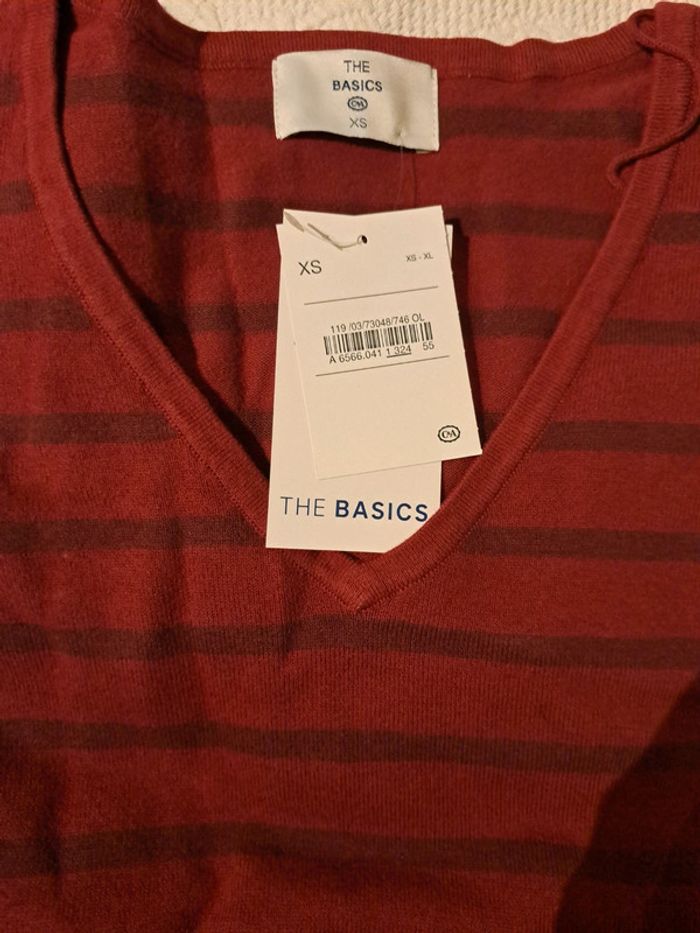 THE
BASICS
C&A
XS
XS
XS - XL
119 /03/73048/746 OL
A 6566.041 1 324 55
C&A
THE BASICS